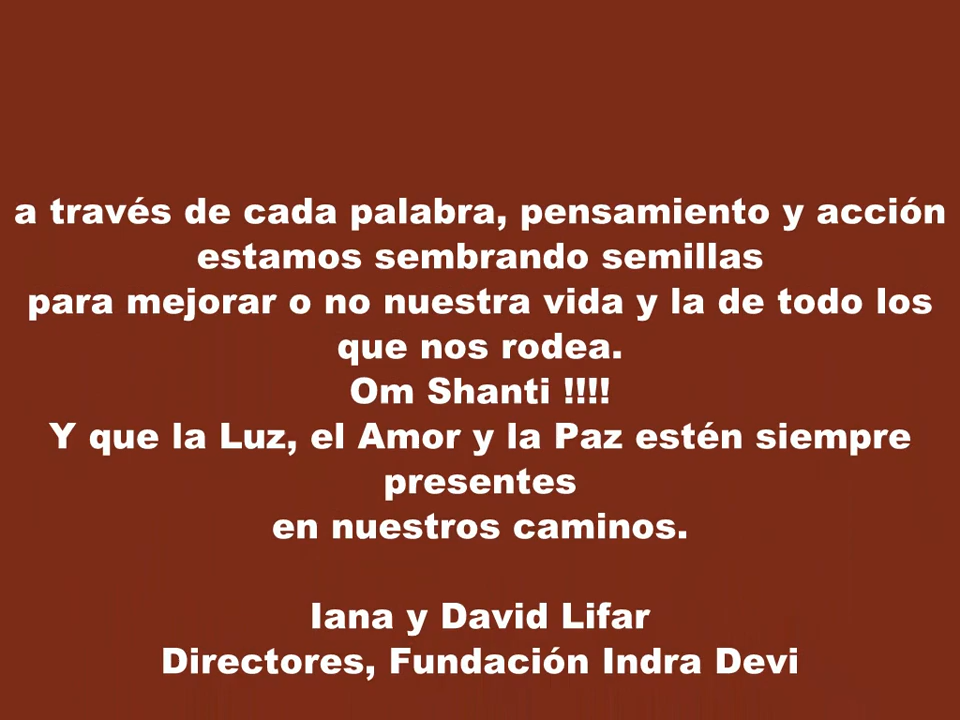 a través de cada palabra, pensamiento y acción
estamos sembrando semillas
para mejorar o no nuestra vida y la de todo los
que nos rodea.
Om Shanti !!!!
Y que la Luz, el Amor y la Paz estén siempre
presentes
en nuestros caminos.
Iana y David Lifar
Directores, Fundación Indra Devi